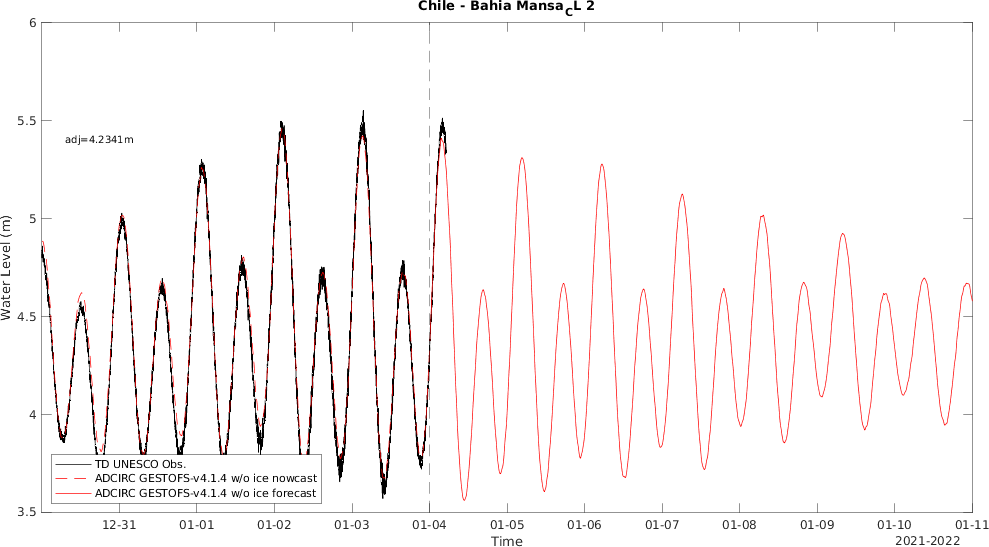 Chile - Bahia Mansa_CL 2
6
5.5
5
4.5
4
3.5
Water Level (m)
adj=4.2341m
TD UNESCO Obs.
ADCIRC GESTOFS-v4.1.4 w/o ice nowcast
ADCIRC GESTOFS-v4.1.4 w/o ice forecast
12-31 01-01 01-02 01-03 01-04 01-05 01-06 01-07 01-08 01-09 01-10 01-11
Time
2021-2022